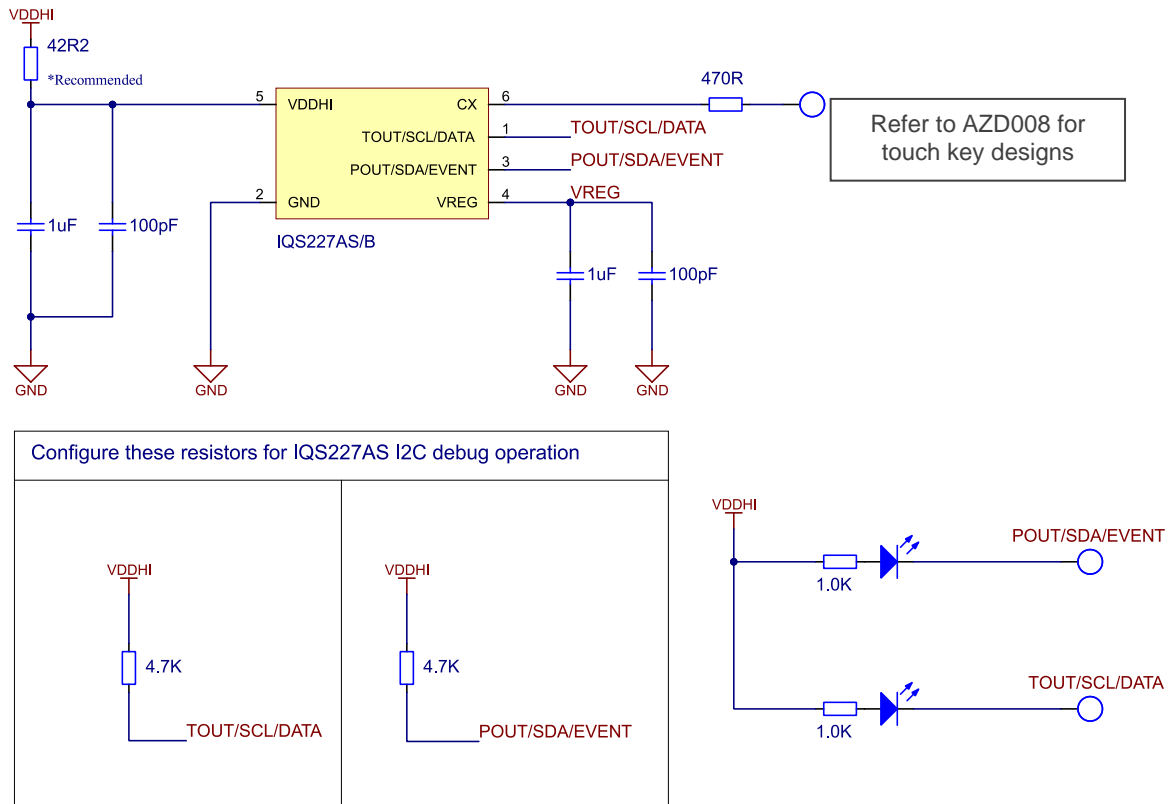 VDDHI
42R2
*Recommended
5
VDDHI
CX
6
470R
TOUT/SCL/DATA
1
TOUT/SCL/DATA
POUT/SDA/EVENT
3
POUT/SDA/EVENT
2
GND
VREG
4
VREG
IQS227AS/B
1uF
100pF
1uF
100pF
GND
GND
GND
GND
Refer to AZD008 for
touch key designs
Configure these resistors for IQS227AS I2C debug operation
VDDHI
4.7K
TOUT/SCL/DATA
VDDHI
4.7K
POUT/SDA/EVENT
VDDHI
POUT/SDA/EVENT
1.0K
TOUT/SCL/DATA
1.0K